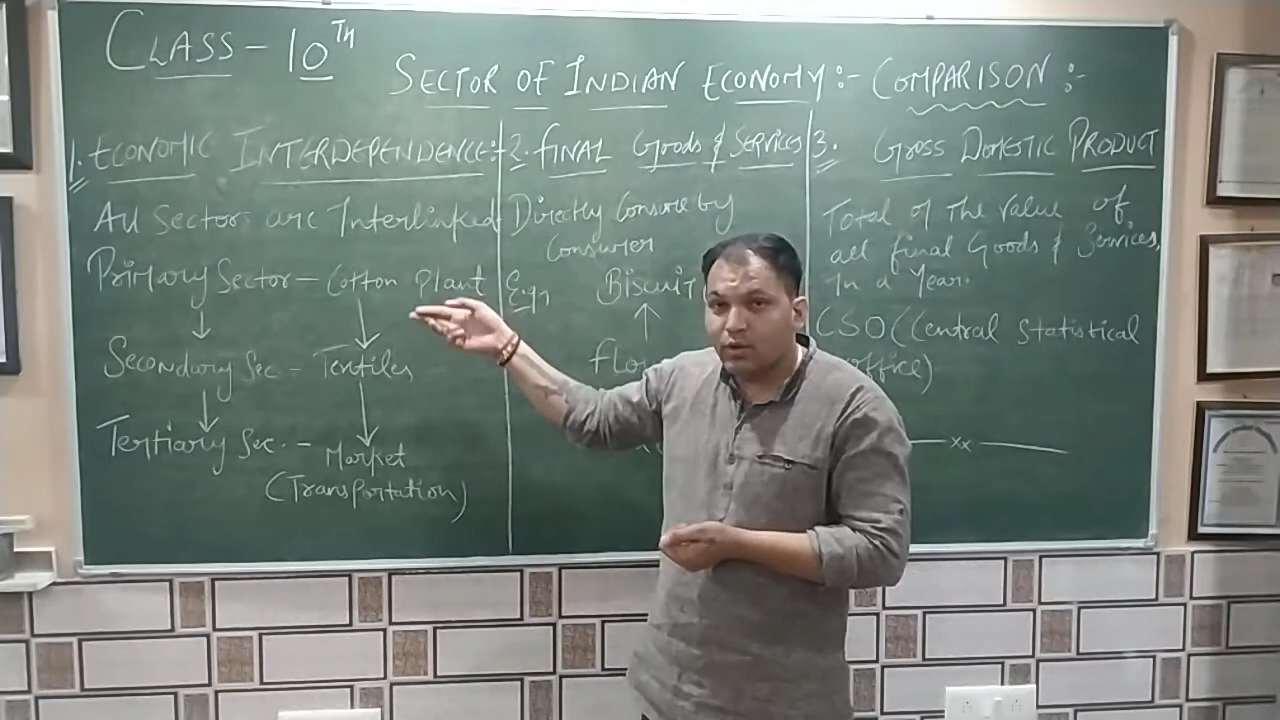 CLASS - 10TH
SECTOR OF INDIAN ECONOMY :- COMPARISON :-
1. ECONOMIC INTERDEPENDENCE :-
All Sectors are Interlinked
Primary Sector - Cotton Plant
Secondary Sec - Textiles
Tertiary Sec. - Market
(Transportation)
2. FINAL Goods & SERVICES
Directly Consume by
Consumer
E.g.
Biscuit
3. GROSS DOMESTIC PRODUCT
Total of The Value of
all final Goods & Services,
In a Year.
CSO (Central Statistical
office)
xx